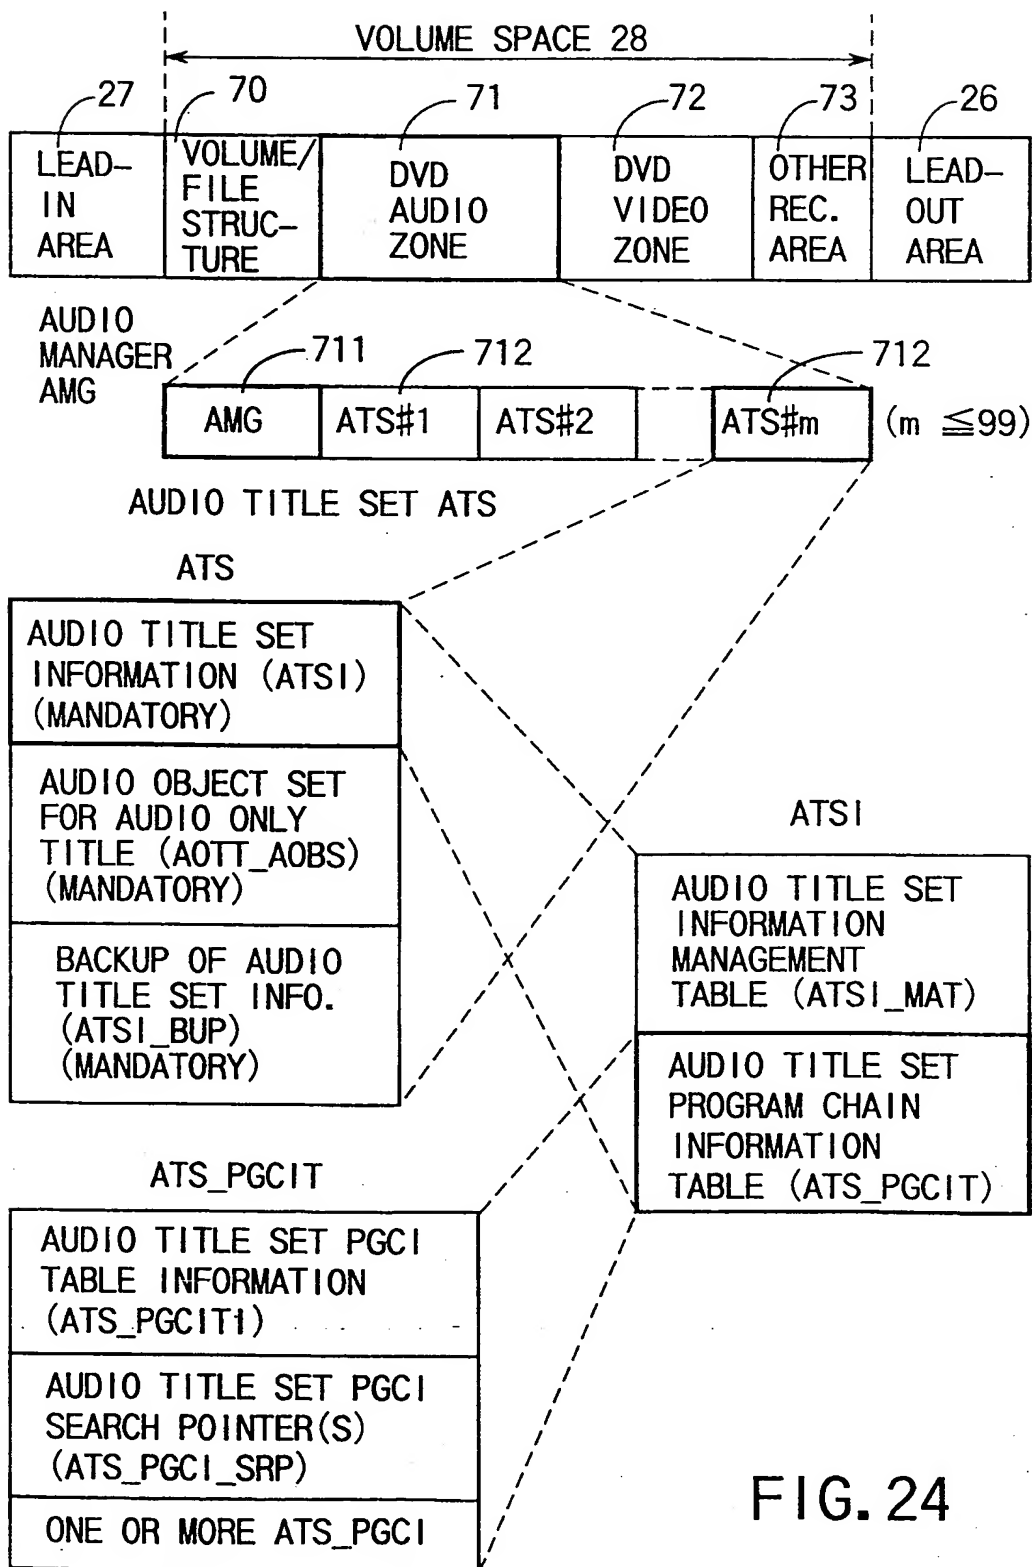 VOLUME SPACE 28
27
70
71
72
73
26
LEAD-
IN
AREA
VOLUME/
FILE
STRUC-
TURE
DVD
AUDIO
ZONE
DVD
VIDEO
ZONE
OTHER
REC.
AREA
LEAD-
OUT
AREA
AUDIO
MANAGER
AMG
711
712
712
AMG
ATS#1
ATS#2
ATS#m
(m ≦99)
AUDIO TITLE SET ATS
ATS
AUDIO TITLE SET
INFORMATION (ATSI)
(MANDATORY)
AUDIO OBJECT SET
FOR AUDIO ONLY
TITLE (AOTT_AOBS)
(MANDATORY)
BACKUP OF AUDIO
TITLE SET INFO.
(ATSI_BUP)
(MANDATORY)
ATSI
AUDIO TITLE SET
INFORMATION
MANAGEMENT
TABLE (ATSI_MAT)
AUDIO TITLE SET
PROGRAM CHAIN
INFORMATION
TABLE (ATS_PGCIT)
ATS_PGCIT
AUDIO TITLE SET PGCI
TABLE INFORMATION
(ATS_PGCITI)
AUDIO TITLE SET PGCI
SEARCH POINTER(S)
(ATS_PGCI_SRP)
ONE OR MORE ATS_PGCI
FIG. 24